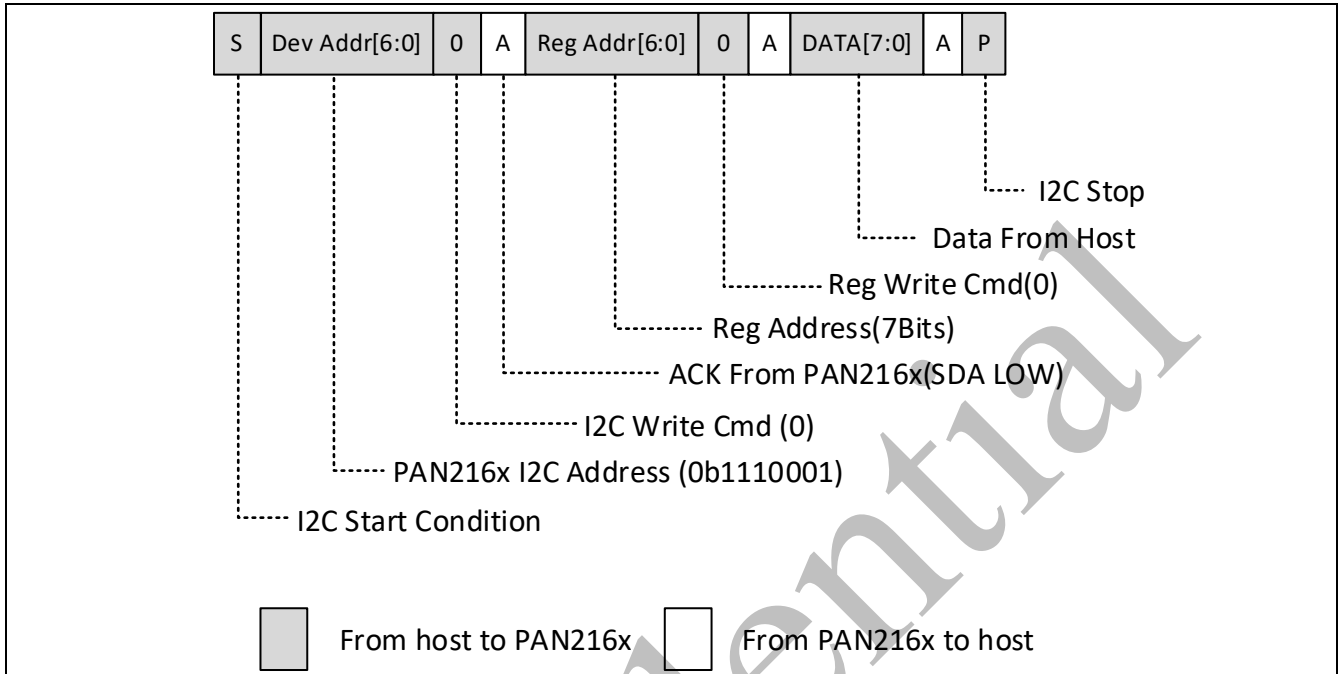 S Dev Addr[6:0] 0 A Reg Addr[6:0] 0 A DATA[7:0] A P
I2C Stop
Data From Host
Reg Write Cmd(0)
Reg Address(7Bits)
ACK From PAN216x(SDA LOW)
I2C Write Cmd (0)
PAN216x I2C Address (0b1110001)
I2C Start Condition
From host to PAN216x From PAN216x to host
ential